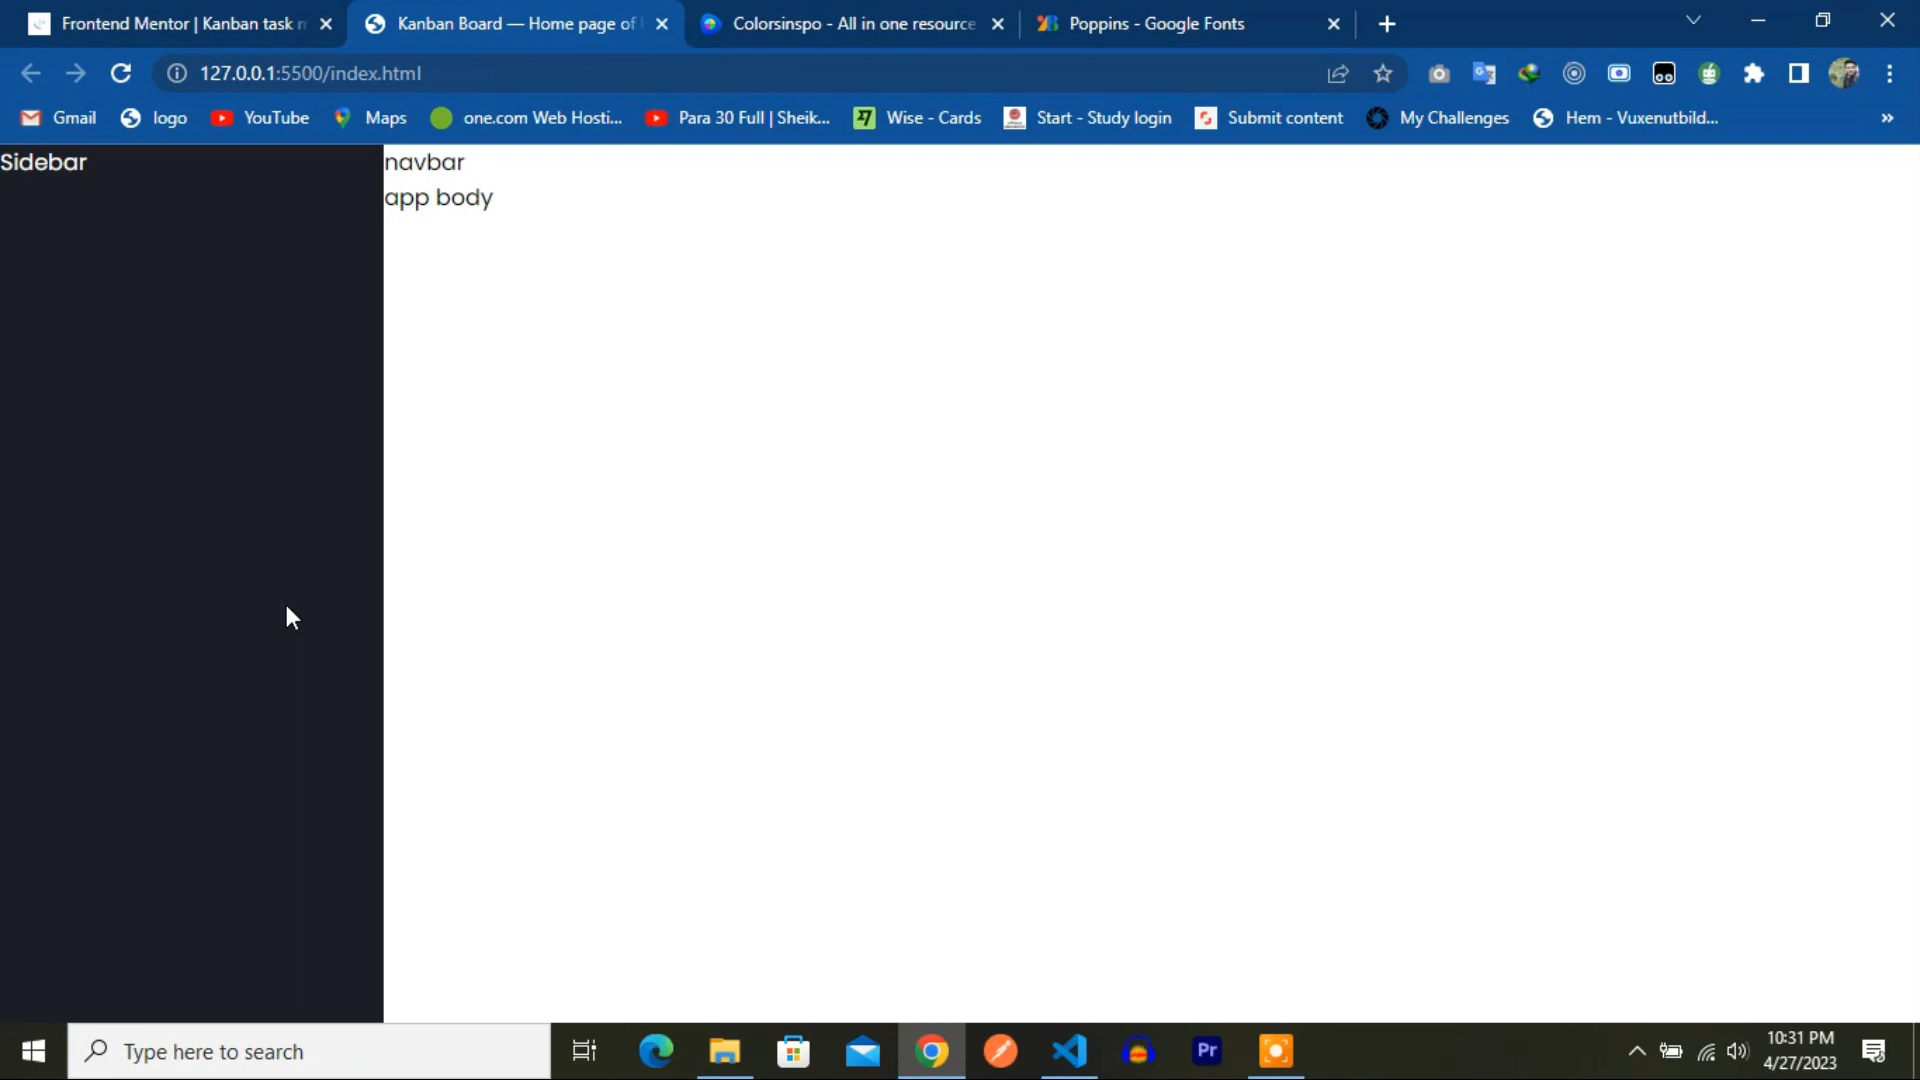 Frontend Mentor | Kanban task m
Kanban Board — Home page of
Colorsinspo - All in one resource
Poppins - Google Fonts
127.0.0.1:5500/index.html
Gmail
logo
YouTube
Maps
one.com Web Hosti...
Para 30 Full | Sheik...
Wise - Cards
Start - Study login
Submit content
My Challenges
Hem - Vuxenutbild...
»
Sidebar
navbar
app body
Type here to search
Pr
10:31 PM
4/27/2023